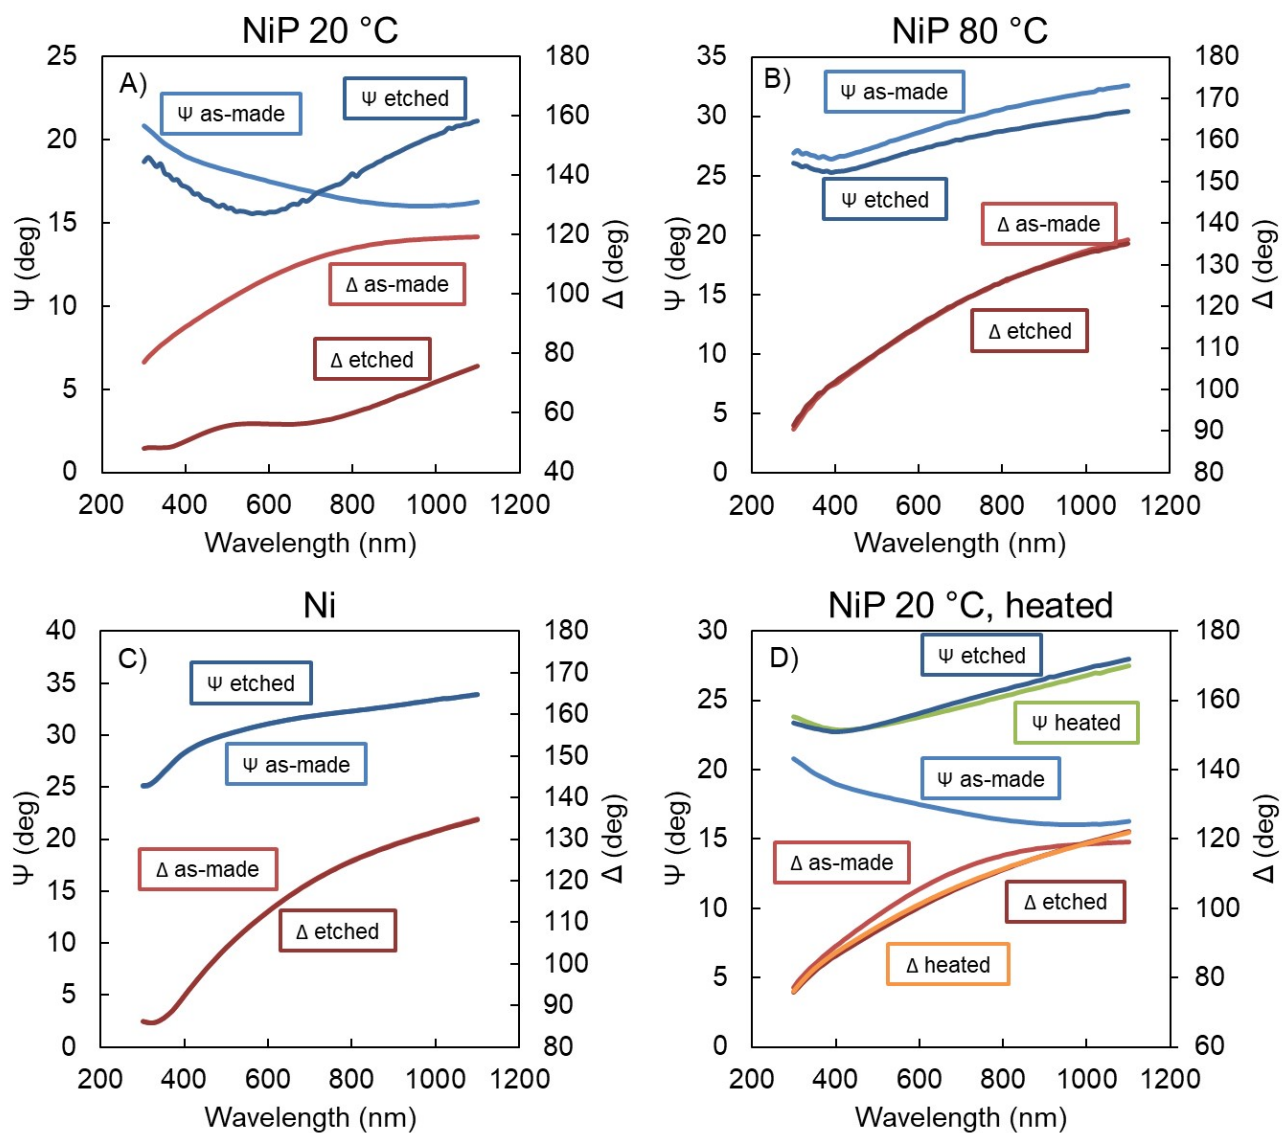 NiP 20 °C
A)
Ψ as-made
Ψ etched
Δ as-made
Δ etched
25
20
15
10
5
0
180
160
140
120
100
80
60
40
Ψ (deg)
Δ (deg)
200 400 600 800 1000 1200
Wavelength (nm)
NiP 80 °C
B)
Ψ as-made
Ψ etched
Δ as-made
Δ etched
35
30
25
20
15
10
5
0
180
170
160
150
140
130
120
110
100
90
80
Ψ (deg)
Δ (deg)
200 400 600 800 1000 1200
Wavelength (nm)
Ni
C)
Ψ etched
Ψ as-made
Δ as-made
Δ etched
40
35
30
25
20
15
10
5
0
180
170
160
150
140
130
120
110
100
90
80
Ψ (deg)
Δ (deg)
200 400 600 800 1000 1200
Wavelength (nm)
NiP 20 °C, heated
D)
Ψ etched
Ψ heated
Ψ as-made
Δ as-made
Δ etched
Δ heated
30
25
20
15
10
5
0
180
160
140
120
100
80
60
Ψ (deg)
Δ (deg)
200 400 600 800 1000 1200
Wavelength (nm)